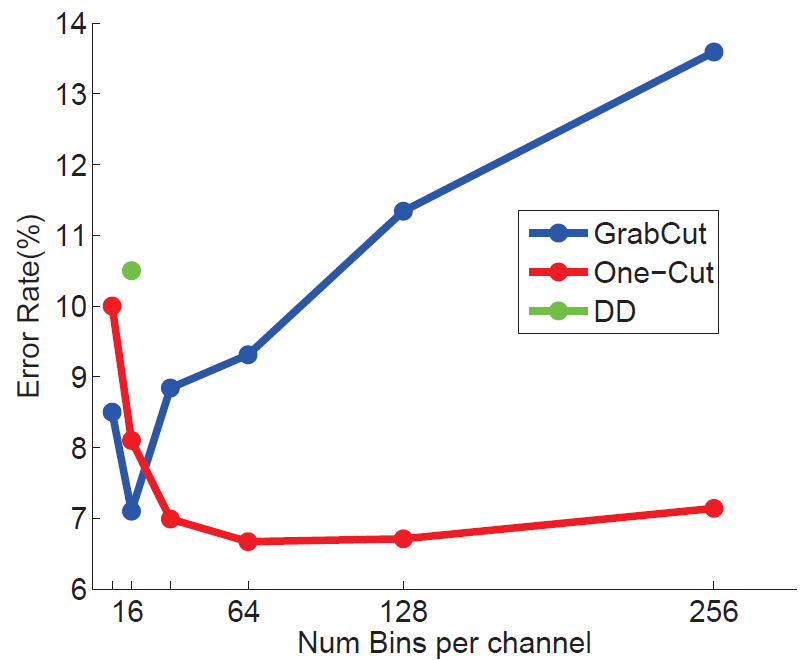 14
13
12
11
10
9
8
7
6
Error Rate(%)
GrabCut
One-Cut
DD
16
64
128
256
Num Bins per channel